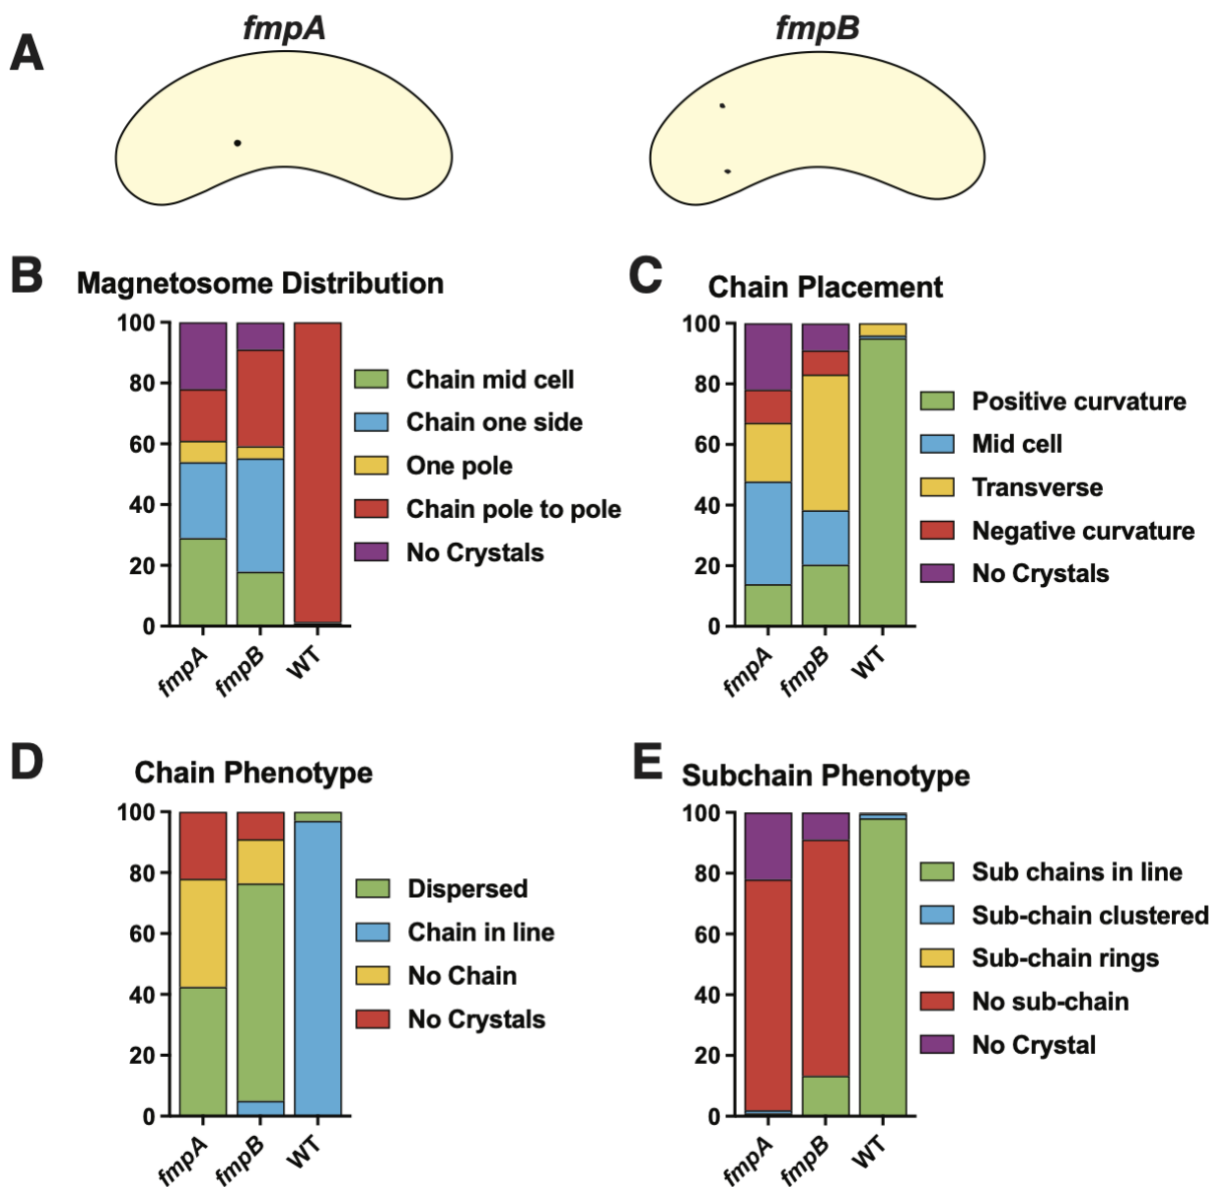 A
fmpA
fmpB
B
Magnetosome Distribution
100
80
60
40
20
0
fmpA
fmpB
WT
Chain mid cell
Chain one side
One pole
Chain pole to pole
No Crystals
C
Chain Placement
100
80
60
40
20
0
fmpA
fmpB
WT
Positive curvature
Mid cell
Transverse
Negative curvature
No Crystals
D
Chain Phenotype
100
80
60
40
20
0
fmpA
fmpB
WT
Dispersed
Chain in line
No Chain
No Crystals
E
Subchain Phenotype
100
80
60
40
20
0
fmpA
fmpB
WT
Sub chains in line
Sub-chain clustered
Sub-chain rings
No sub-chain
No Crystal